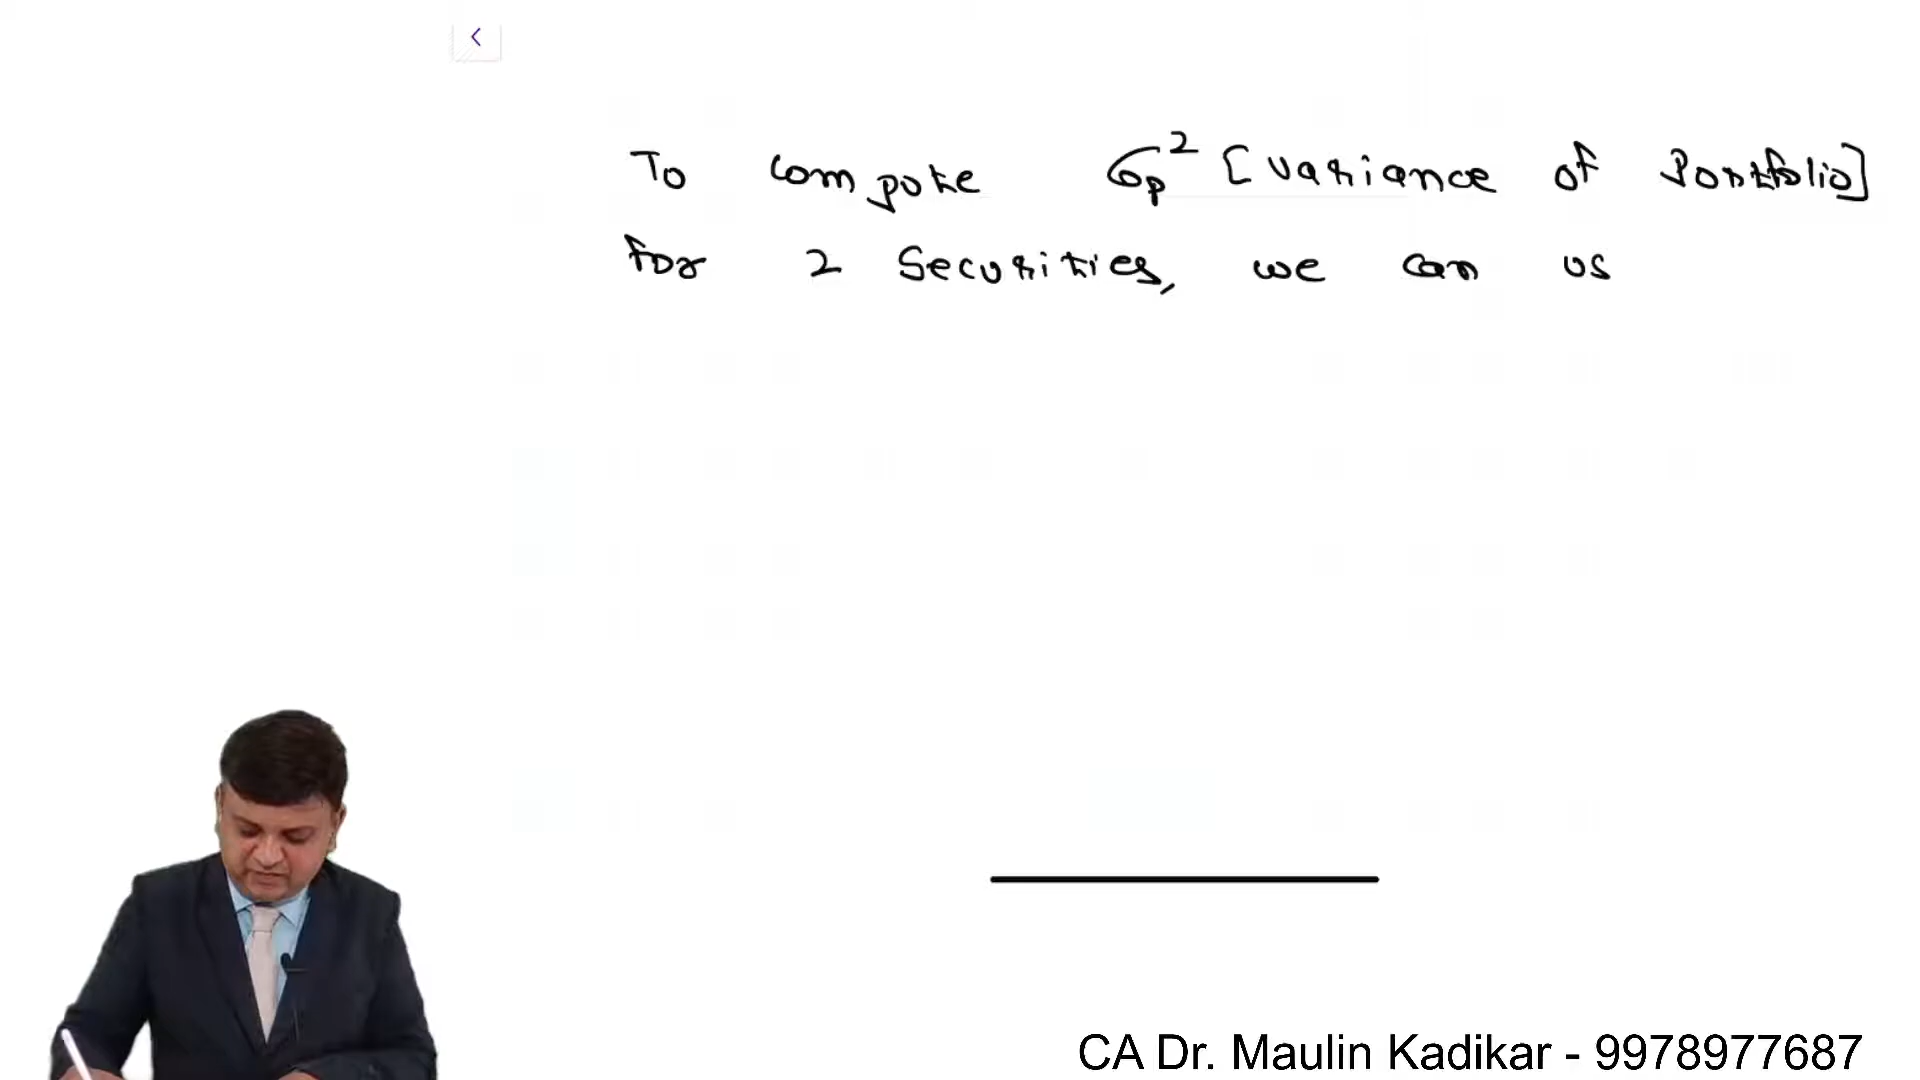 To compute σp² [Variance of Portfolio]
for 2 Securities, we can us
CA Dr. Maulin Kadikar - 9978977687